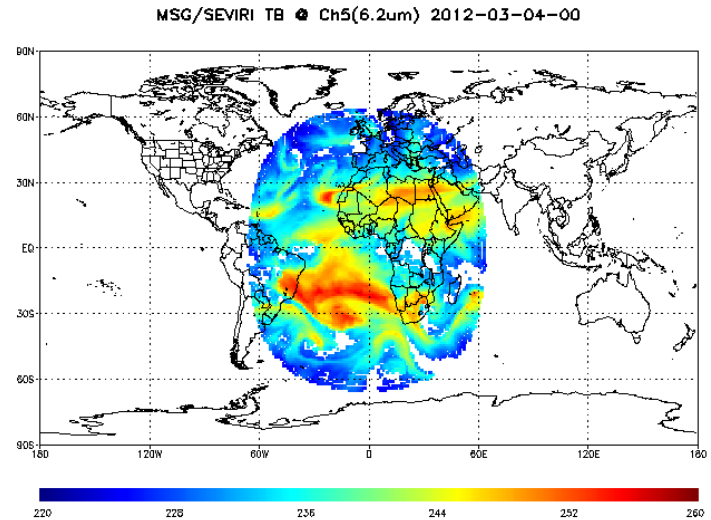 MSG/SEVIRI TB @ Ch5(6.2um) 2012-03-04-00
90N
60N
30N
EQ
30S
60S
90S
180 120W 60W 0 60E 120E 180
220 228 236 244 252 260